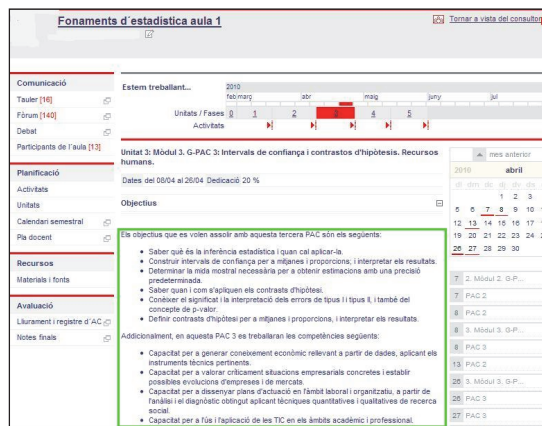 Fonaments d´estadística aula 1
Tornar a vista del consultor
Comunicació
Tauler [16]
Fòrum [140]
Debat
Participants de l'aula [13]
Planificació
Activitats
Unitats
Calendari semestral
Pla docent
Recursos
Materials i fonts
Avaluació
Lliurament i registre d'AC
Notes finals
Estem treballant...
2010
feb març abr maig juny jul
Unitats / Fases 0 1 2 3 4 5
Activitats
Unitat 3: Mòdul 3. G-PAC 3: Intervals de confiança i contrastos d'hipòtesis. Recursos
humans.
Dates del 08/04 al 26/04 Dedicació 20 %
Objectius
Els objectius que es volen assolir amb aquesta tercera PAC són els següents:
Saber què és la inferència estadística i quan cal aplicar-la.
Construir intervals de confiança per a mitjanes i proporcions; i interpretar els resultats.
Determinar la mida mostral necessària per a obtenir estimacions amb una precisió
predeterminada.
Saber quan i com s'apliquen els contrasts d'hipòtesi.
Conèixer el significat i la interpretació dels errors de tipus I i tipus II, i també del
concepte de p-valor.
Definir contrasts d'hipòtesi per a mitjanes i proporcions, i interpretar els resultats.
Addicionalment, en aquesta PAC 3 es treballaran les competències següents:
Capacitat per a generar coneixement econòmic rellevant a partir de dades, aplicant els
instruments tècnics pertinents.
Capacitat per a valorar críticament situacions empresarials concretes i establir
possibles evolucions d'empreses i de mercats.
Capacitat per a dissenyar plans d'actuació en l'àmbit laboral i organitzatiu, a partir de
l'anàlisi i el diagnòstic obtingut aplicant tècniques quantitatives i qualitatives de recerca
social.
Capacitat per a l'ús i l'aplicació de les TIC en els àmbits acadèmic i professional.
mes anterior
2010 abril
1 2 3
5 6 7 8 9 10
12 13 14 15 16 17
19 20 21 22 23 24
26 27 28 29 30
7 2. Mòdul 2. G-P...
7 PAC 2
8 PAC 2
8 3. Mòdul 3. G-P...
8 PAC 3
13 PAC 2
26 3. Mòdul 3. G-P...
26 PAC 3
27 PAC 3